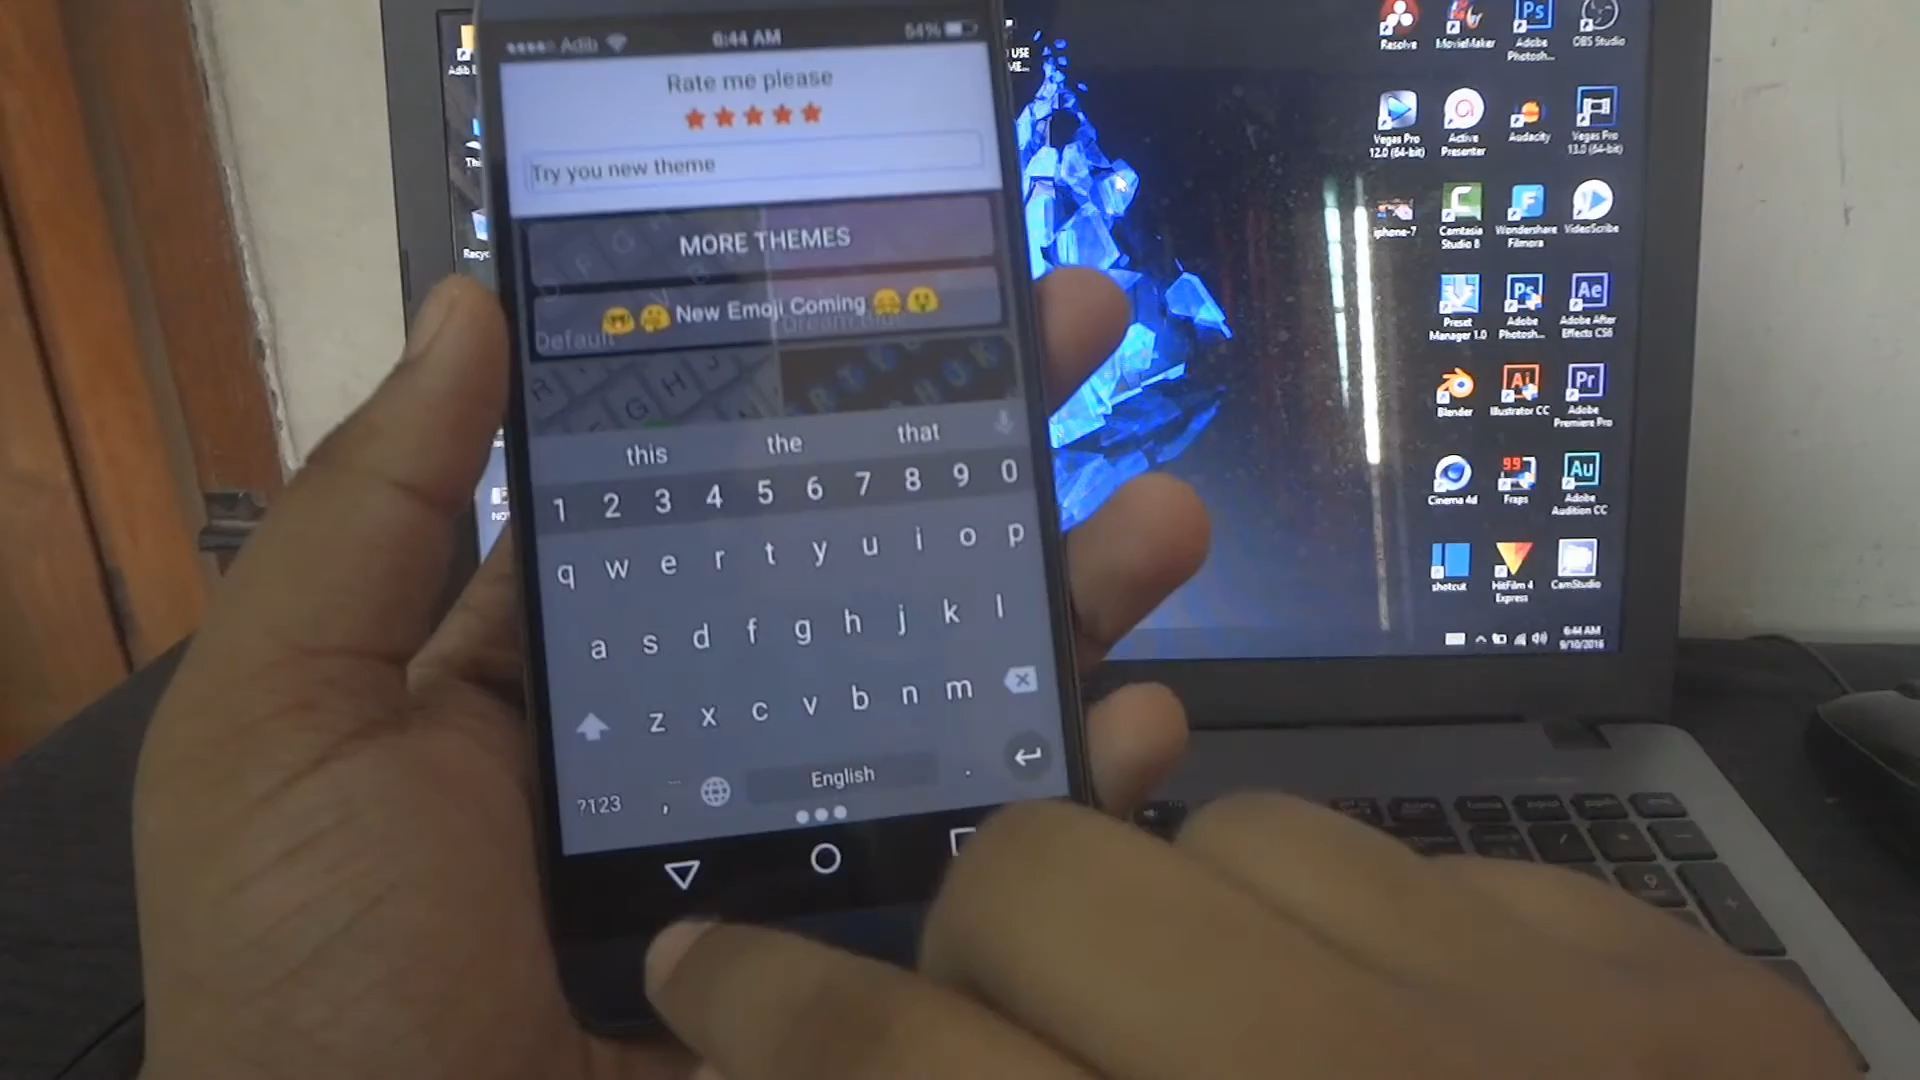 Adib
6:44 AM
64%
Rate me please
Try you new theme
MORE THEMES
New Emoji Coming
Default
this the that
1 2 3 4 5 6 7 8 9 0
q w e r t y u i o p
a s d f g h j k l
z x c v b n m
?123 , English .
Resolve
MovieMaker
Adobe Photosh...
OBS Studio
Vegas Pro 12.0 (64-bit)
Active Presenter
Audacity
Vegas Pro 13.0 (64-bit)
iphone-7
Camtasia Studio 8
Wondershare Filmora
VideoScribe
Preset Manager 1.0
Adobe Photosh...
Adobe After Effects CS6
Blender
Illustrator CC
Adobe Premiere Pro
Cinema 4d
Fraps
Adobe Audition CC
shotcut
HitFilm 4 Express
CamStudio
6:44 AM
9/10/2016